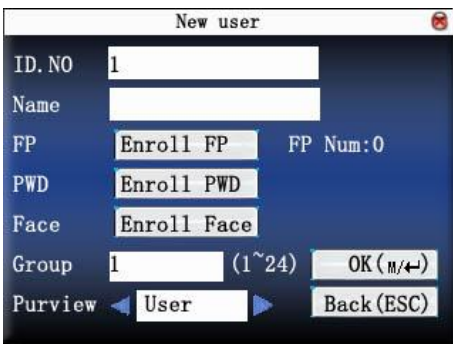 New user
ID.NO 1
Name
FP Enroll FP FP Num:0
PWD Enroll PWD
Face Enroll Face
Group 1 (1~24) OK(M/↵)
Purview User Back(ESC)